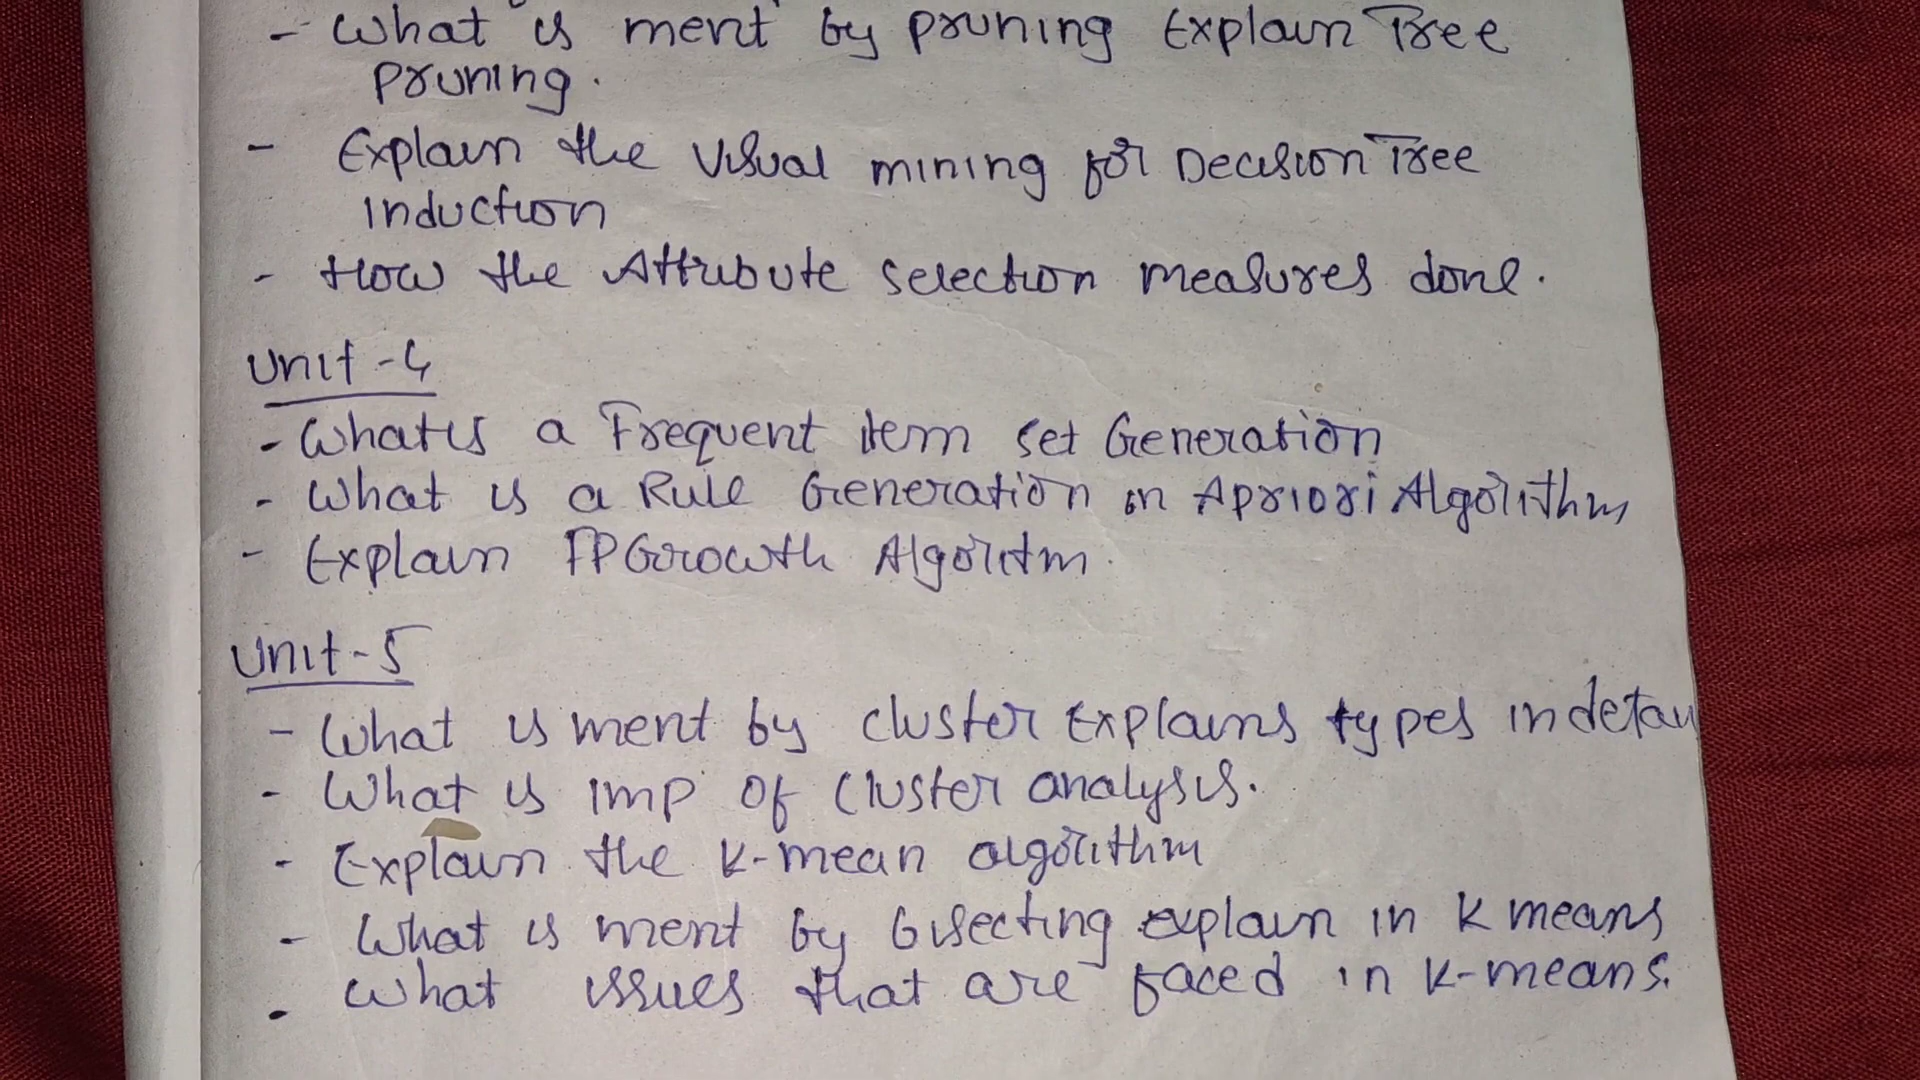 - What is ment by pruning Explain Tree
pruning.
- Explain the Visual mining for Decision Tree
induction
- How the Attribute selection measures done.
Unit-4
- What is a Frequent item set Generation
- What is a Rule Generation in Apriori Algorithm
- Explain FPGrowth Algoritm.
Unit-5
- What is ment by cluster Explains types in detail
- What is imp of cluster analysis.
- Explain the K-mean algorithm
- What is ment by bisecting explain in K means
- What issues that are faced in K-means.